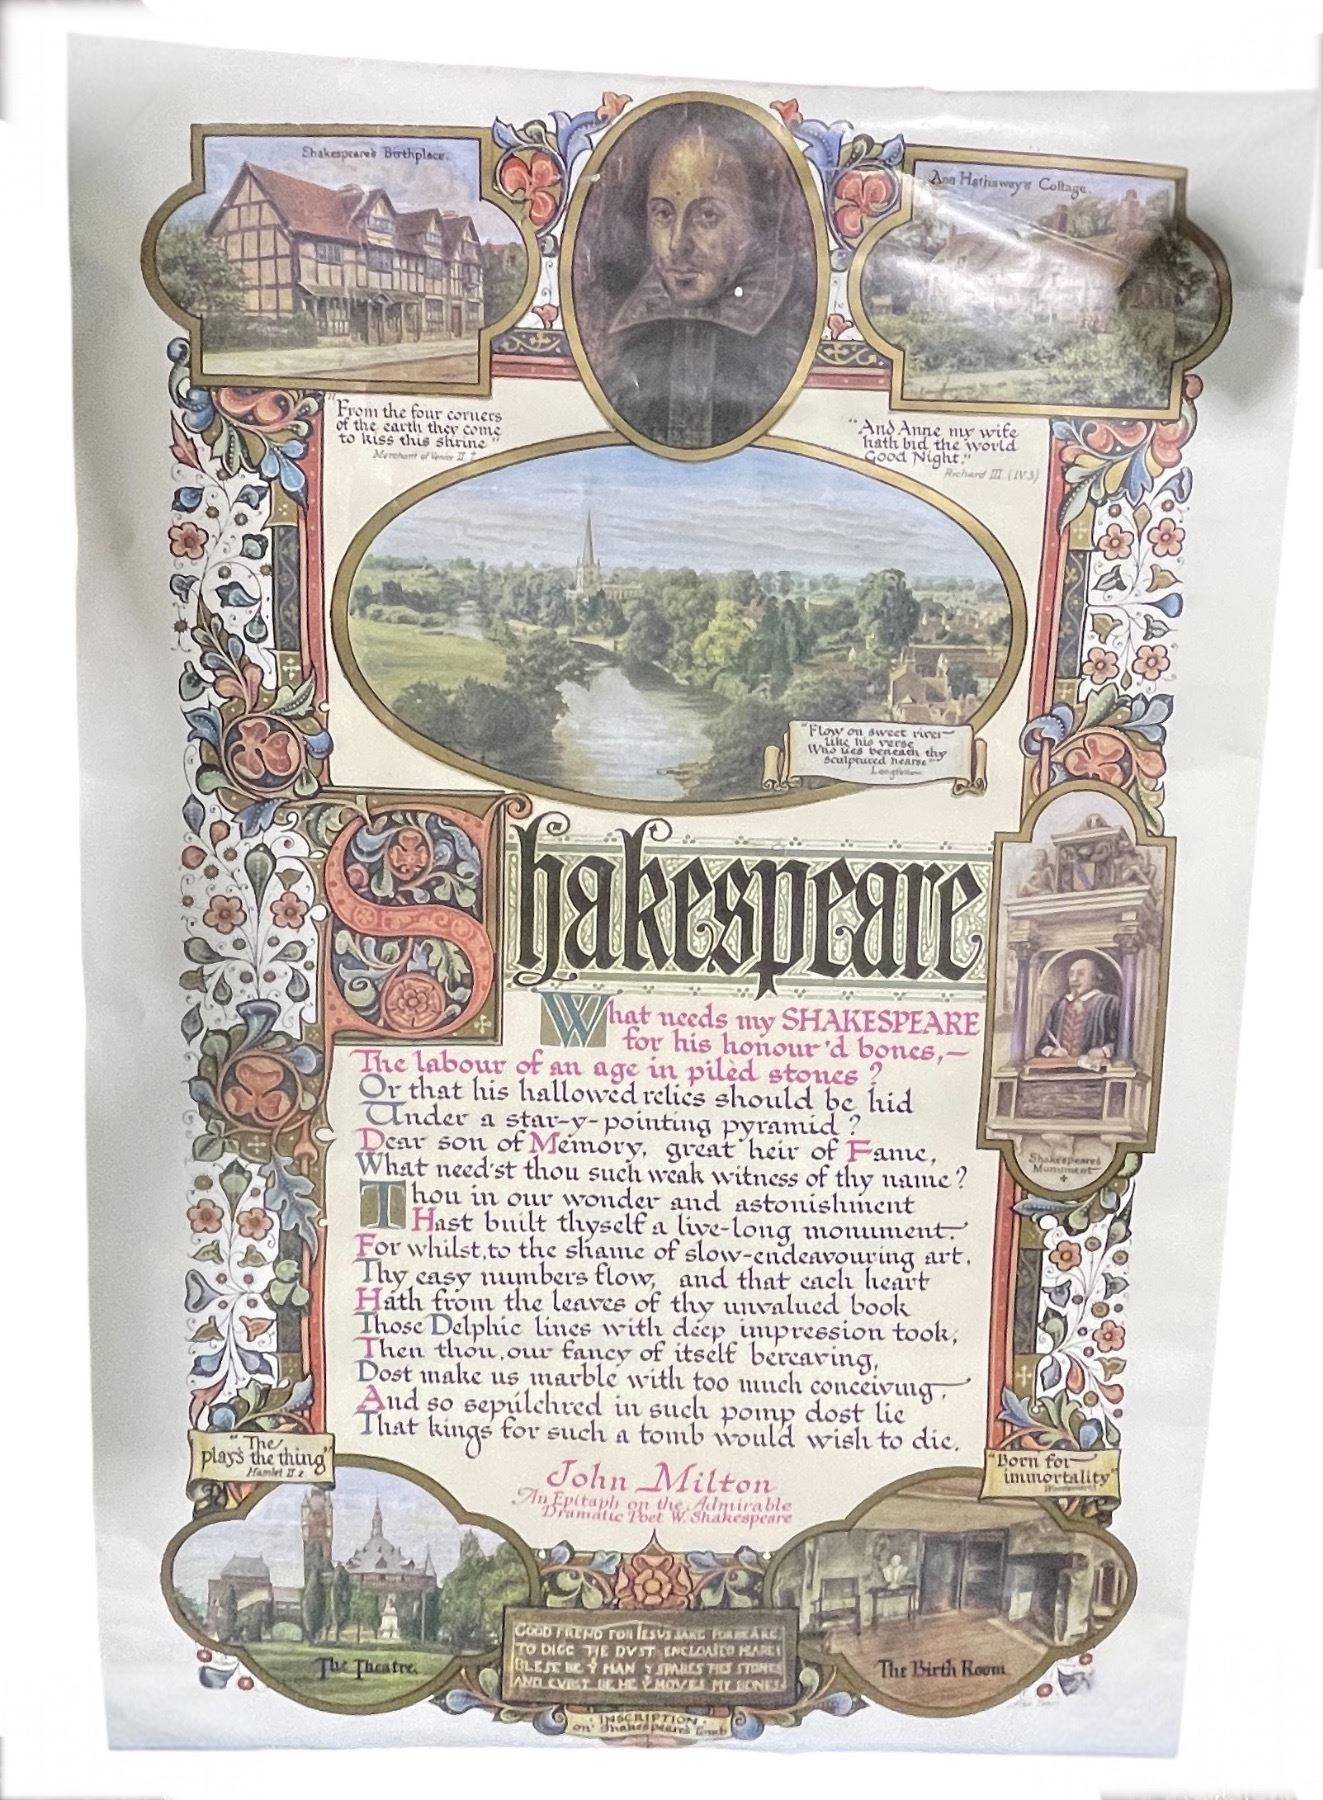 Shakespeare's Birthplace.
Ann Hathaway's Cottage.
"From the four corners
of the earth they come
to kiss this shrine"
Merchant of Venice II. 7
"And Anne my wife
hath bid the world
Good Night."
Richard III (IV.3)
"Flow on sweet river
like his verse
Who lies beneath thy
sculptured hearse"
Longfellow
Shakespeare
What needs my SHAKESPEARE
for his honour'd bones,—
The labour of an age in pilèd stones?
Or that his hallowed relics should be hid
Under a star-y-pointing pyramid?
Dear son of Memory, great heir of Fame,
What need'st thou such weak witness of thy name?
Thou in our wonder and astonishment
Hast built thyself a live-long monument.
For whilst, to the shame of slow-endeavouring art,
Thy easy numbers flow, and that each heart
Hath from the leaves of thy unvalued book
Those Delphic lines with deep impression took,
Then thou, our fancy of itself bereaving,
Dost make us marble with too much conceiving,
And so sepúlchred in such pomp dost lie
That kings for such a tomb would wish to die.
John Milton
An Epitaph on the Admirable
Dramatic Poet W. Shakespeare
Shakespeare's
Monument
"The
play's the thing"
Hamlet II. 2
"Born for
immortality"
Wordsworth
The Theatre.
The Birth Room
GOOD FREND FOR IESVS SAKE FORBEARE,
TO DIGG THE DVST ENCLOASED HEARE:
BLESE BE Y MAN Y SPARES THES STONES
AND CVRST BE HE Y MOVES MY BONES
INSCRIPTION
on Shakespeare's tomb